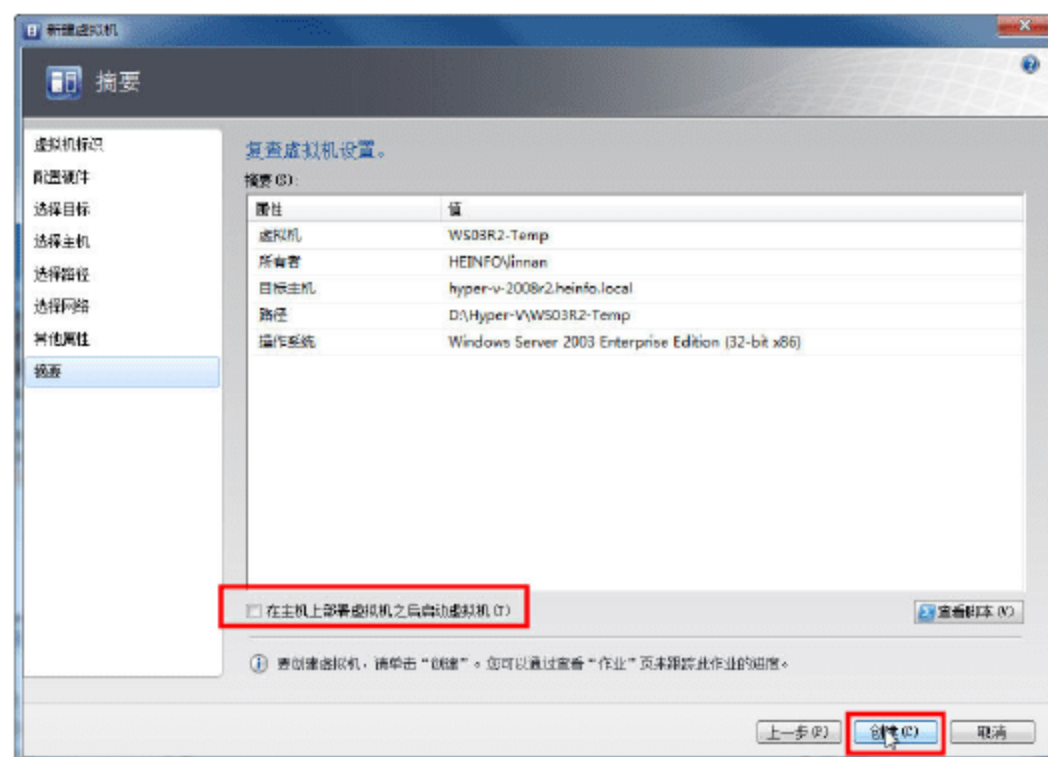 新建虚拟机
摘要
虚拟机标识
配置硬件
选择目标
选择主机
选择路径
选择网络
其他属性
摘要
复查虚拟机设置。
摘要(S):
属性 值
虚拟机 WS03R2-Temp
所有者 HEINFO\linnan
目标主机 hyper-v-2008r2.heinfo.local
路径 D:\Hyper-V\WS03R2-Temp
操作系统 Windows Server 2003 Enterprise Edition (32-bit x86)
在主机上部署虚拟机之后启动虚拟机(T)
查看脚本(V)
要创建虚拟机，请单击“创建”。您可以通过查看“作业”页来跟踪此作业的进度。
上一步(P) 创建(C) 取消